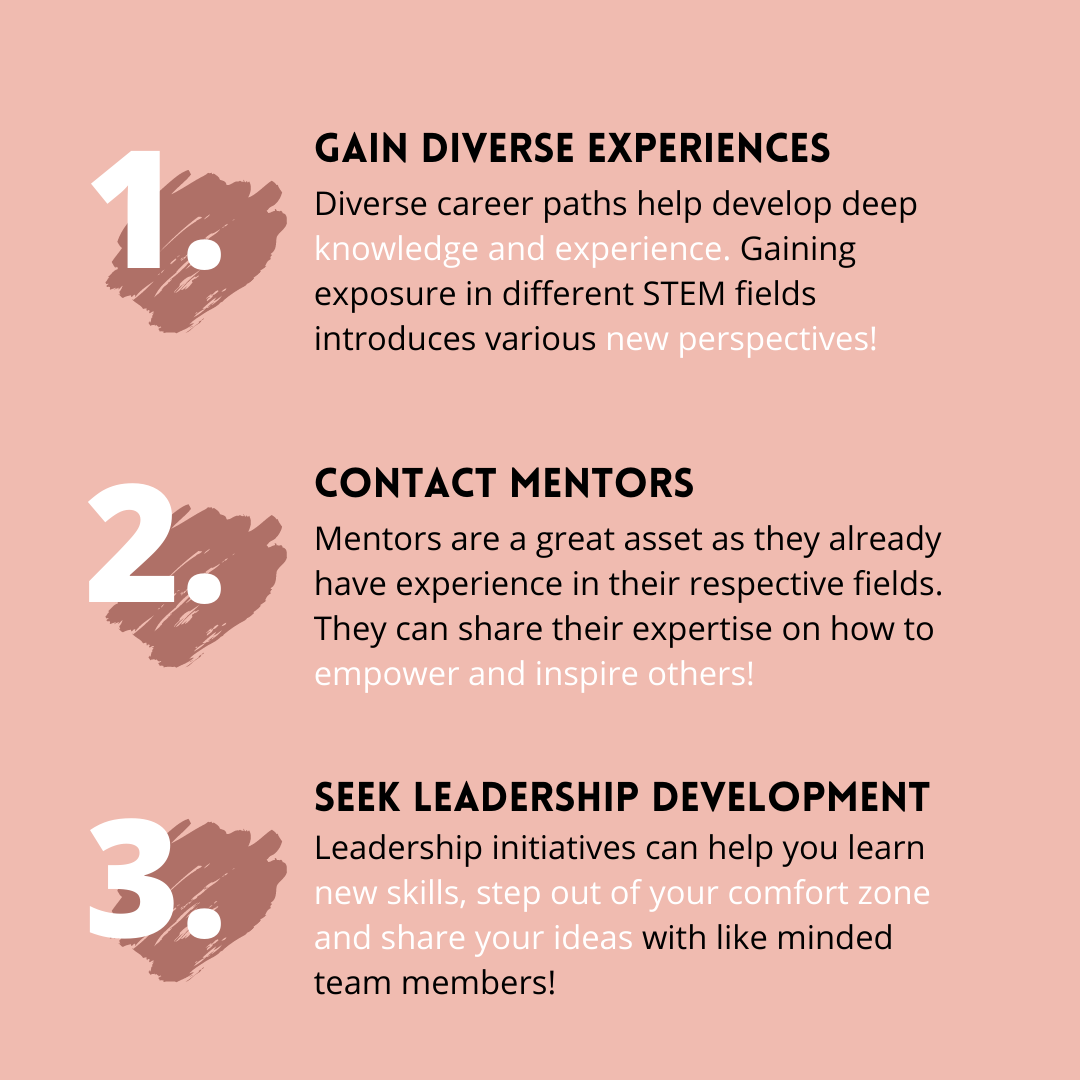 1.
GAIN DIVERSE EXPERIENCES
Diverse career paths help develop deep
knowledge and experience. Gaining
exposure in different STEM fields
introduces various new perspectives!
2.
CONTACT MENTORS
Mentors are a great asset as they already
have experience in their respective fields.
They can share their expertise on how to
empower and inspire others!
3.
SEEK LEADERSHIP DEVELOPMENT
Leadership initiatives can help you learn
new skills, step out of your comfort zone
and share your ideas with like minded
team members!